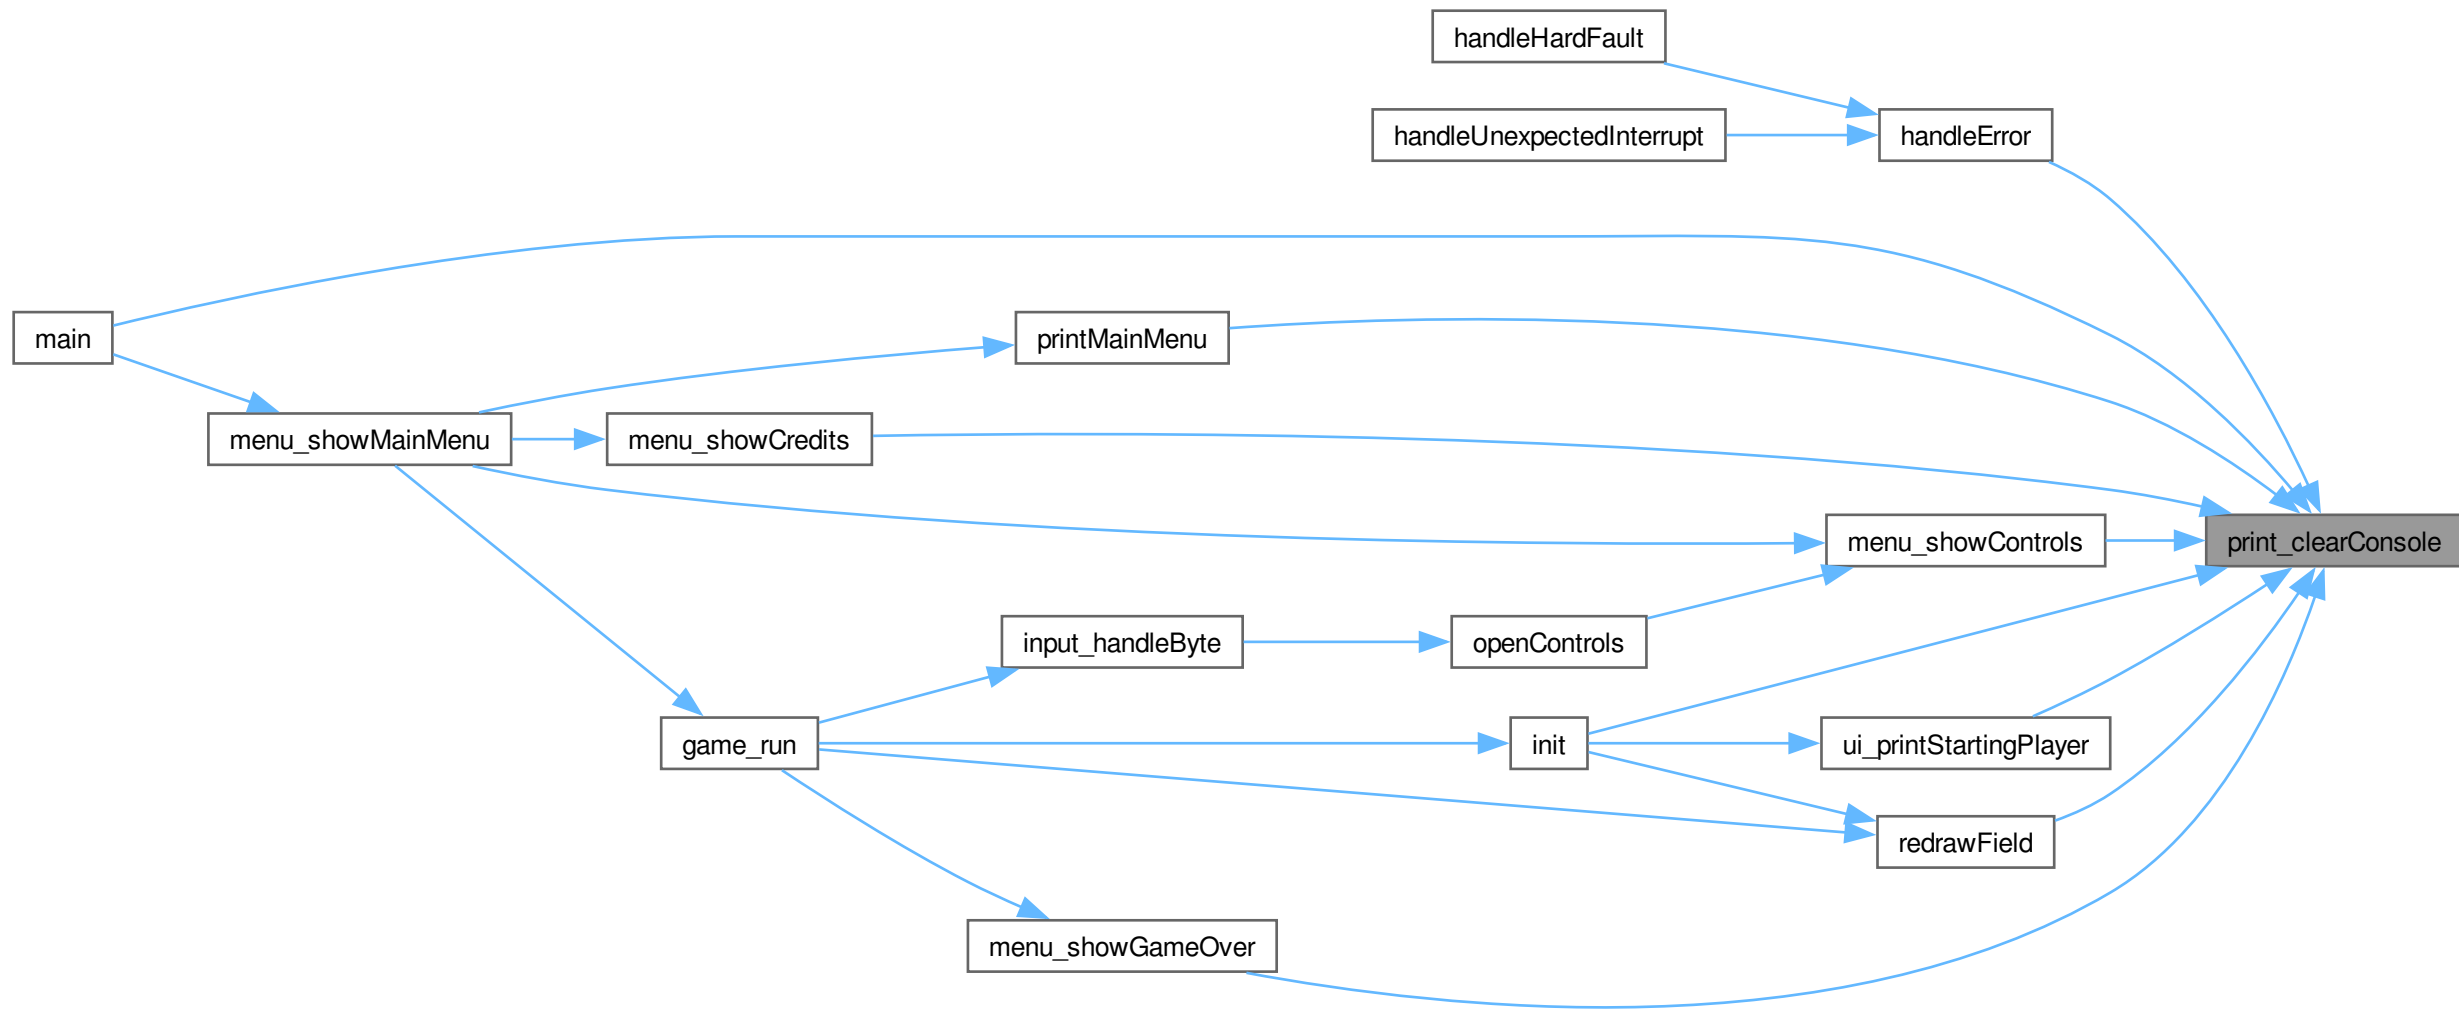 handleHardFault
handleUnexpectedInterrupt
handleError
main
printMainMenu
menu_showMainMenu
menu_showCredits
menu_showControls
print_clearConsole
input_handleByte
openControls
game_run
init
ui_printStartingPlayer
redrawField
menu_showGameOver